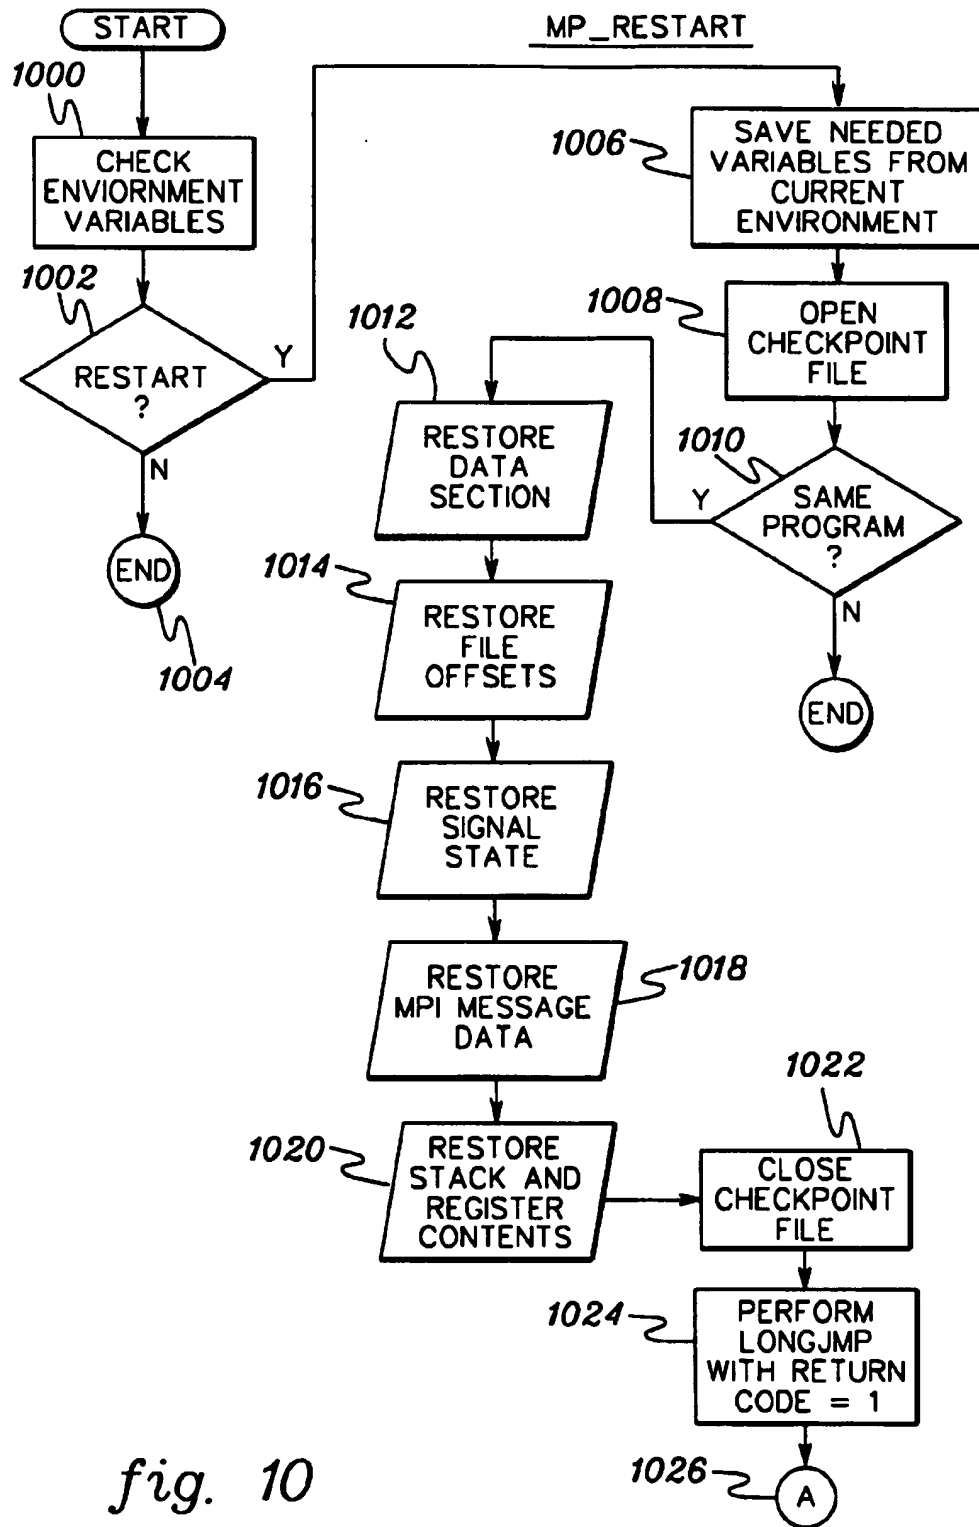 START
MP_RESTART
1000
CHECK
ENVIORNMENT
VARIABLES
1002
RESTART
?
Y
N
END
1004
1006
SAVE NEEDED
VARIABLES FROM
CURRENT
ENVIRONMENT
1008
OPEN
CHECKPOINT
FILE
1010
SAME
PROGRAM
?
Y
N
END
1012
RESTORE
DATA
SECTION
1014
RESTORE
FILE
OFFSETS
1016
RESTORE
SIGNAL
STATE
1018
RESTORE
MPI MESSAGE
DATA
1020
RESTORE
STACK AND
REGISTER
CONTENTS
1022
CLOSE
CHECKPOINT
FILE
1024
PERFORM
LONGJMP
WITH RETURN
CODE = 1
1026
A
fig. 10